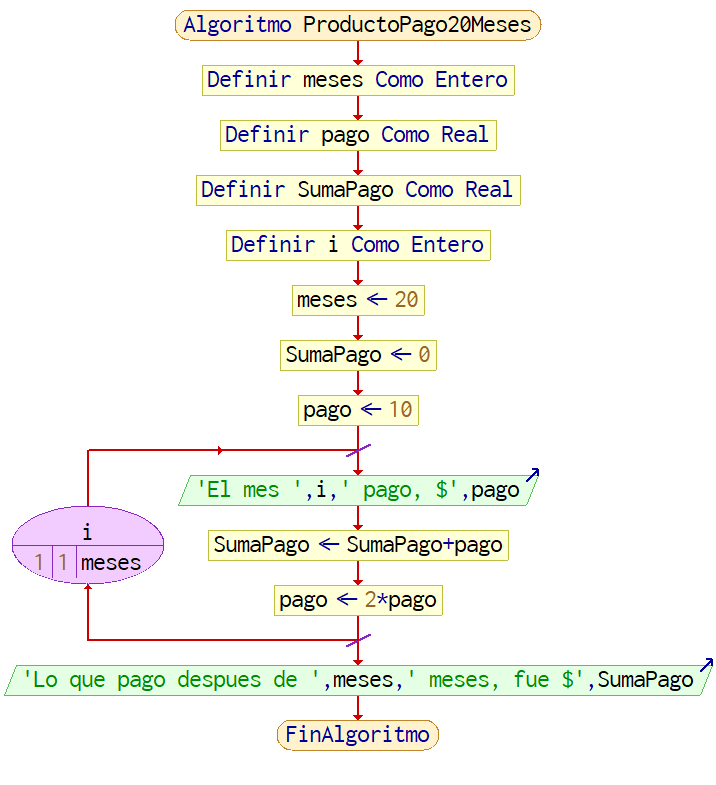 Algoritmo ProductoPago20Meses
Definir meses Como Entero
Definir pago Como Real
Definir SumaPago Como Real
Definir i Como Entero
meses ← 20
SumaPago ← 0
pago ← 10
i
1 1 meses
'El mes ',i,' pago, $',pago
SumaPago ← SumaPago+pago
pago ← 2*pago
'Lo que pago despues de ',meses,' meses, fue $',SumaPago
FinAlgoritmo